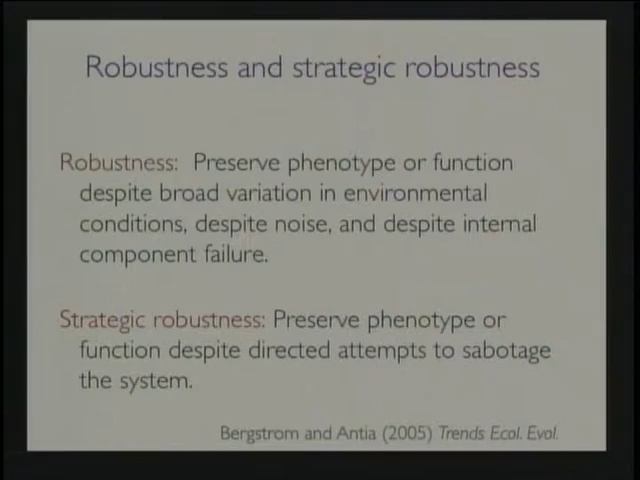 Robustness and strategic robustness
Robustness: Preserve phenotype or function
despite broad variation in environmental
conditions, despite noise, and despite internal
component failure.
Strategic robustness: Preserve phenotype or
function despite directed attempts to sabotage
the system.
Bergstrom and Antia (2005) Trends Ecol. Evol.